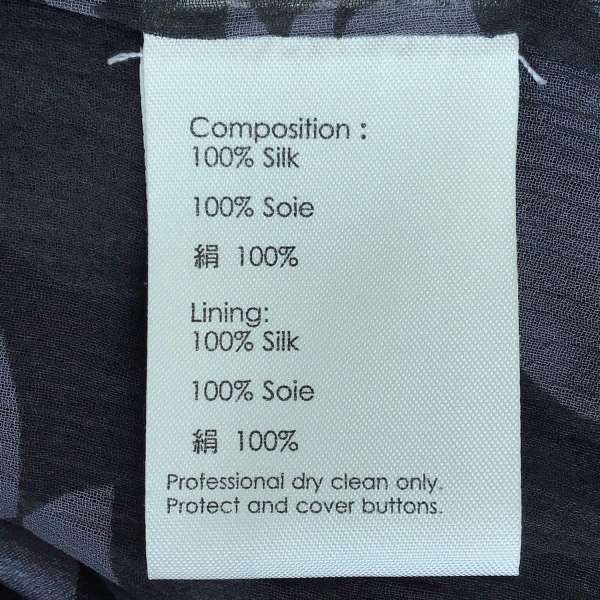 Composition :
100% Silk
100% Soie
絹 100%
Lining:
100% Silk
100% Soie
絹 100%
Professional dry clean only.
Protect and cover buttons.